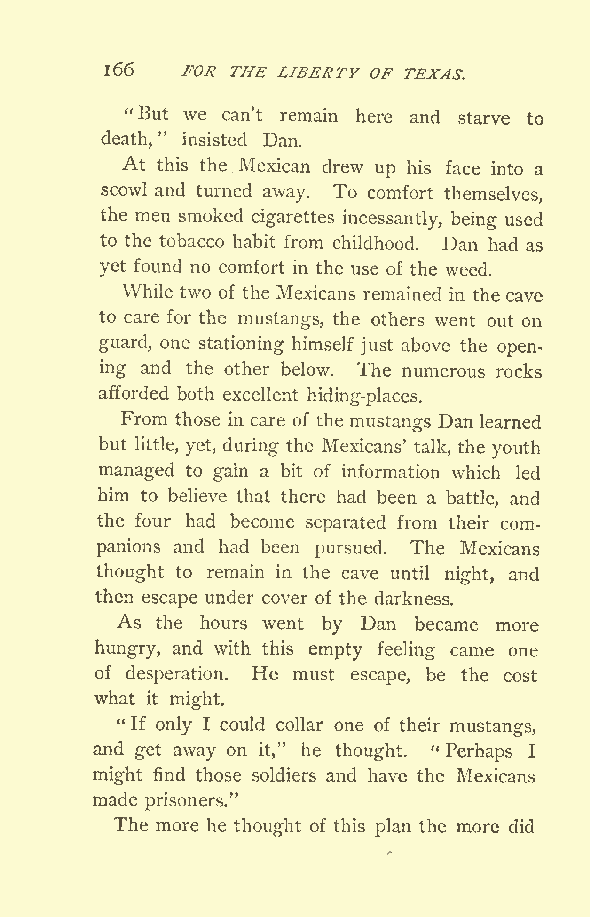 166 FOR THE LIBERTY OF TEXAS.
"But we can't remain here and starve to
death," insisted Dan.
At this the Mexican drew up his face into a
scowl and turned away. To comfort themselves,
the men smoked cigarettes incessantly, being used
to the tobacco habit from childhood. Dan had as
yet found no comfort in the use of the weed.
While two of the Mexicans remained in the cave
to care for the mustangs, the others went out on
guard, one stationing himself just above the open-
ing and the other below. The numerous rocks
afforded both excellent hiding-places.
From those in care of the mustangs Dan learned
but little, yet, during the Mexicans' talk, the youth
managed to gain a bit of information which led
him to believe that there had been a battle, and
the four had become separated from their com-
panions and had been pursued. The Mexicans
thought to remain in the cave until night, and
then escape under cover of the darkness.
As the hours went by Dan became more
hungry, and with this empty feeling came one
of desperation. He must escape, be the cost
what it might.
"If only I could collar one of their mustangs,
and get away on it," he thought. "Perhaps I
might find those soldiers and have the Mexicans
made prisoners."
The more he thought of this plan the more did